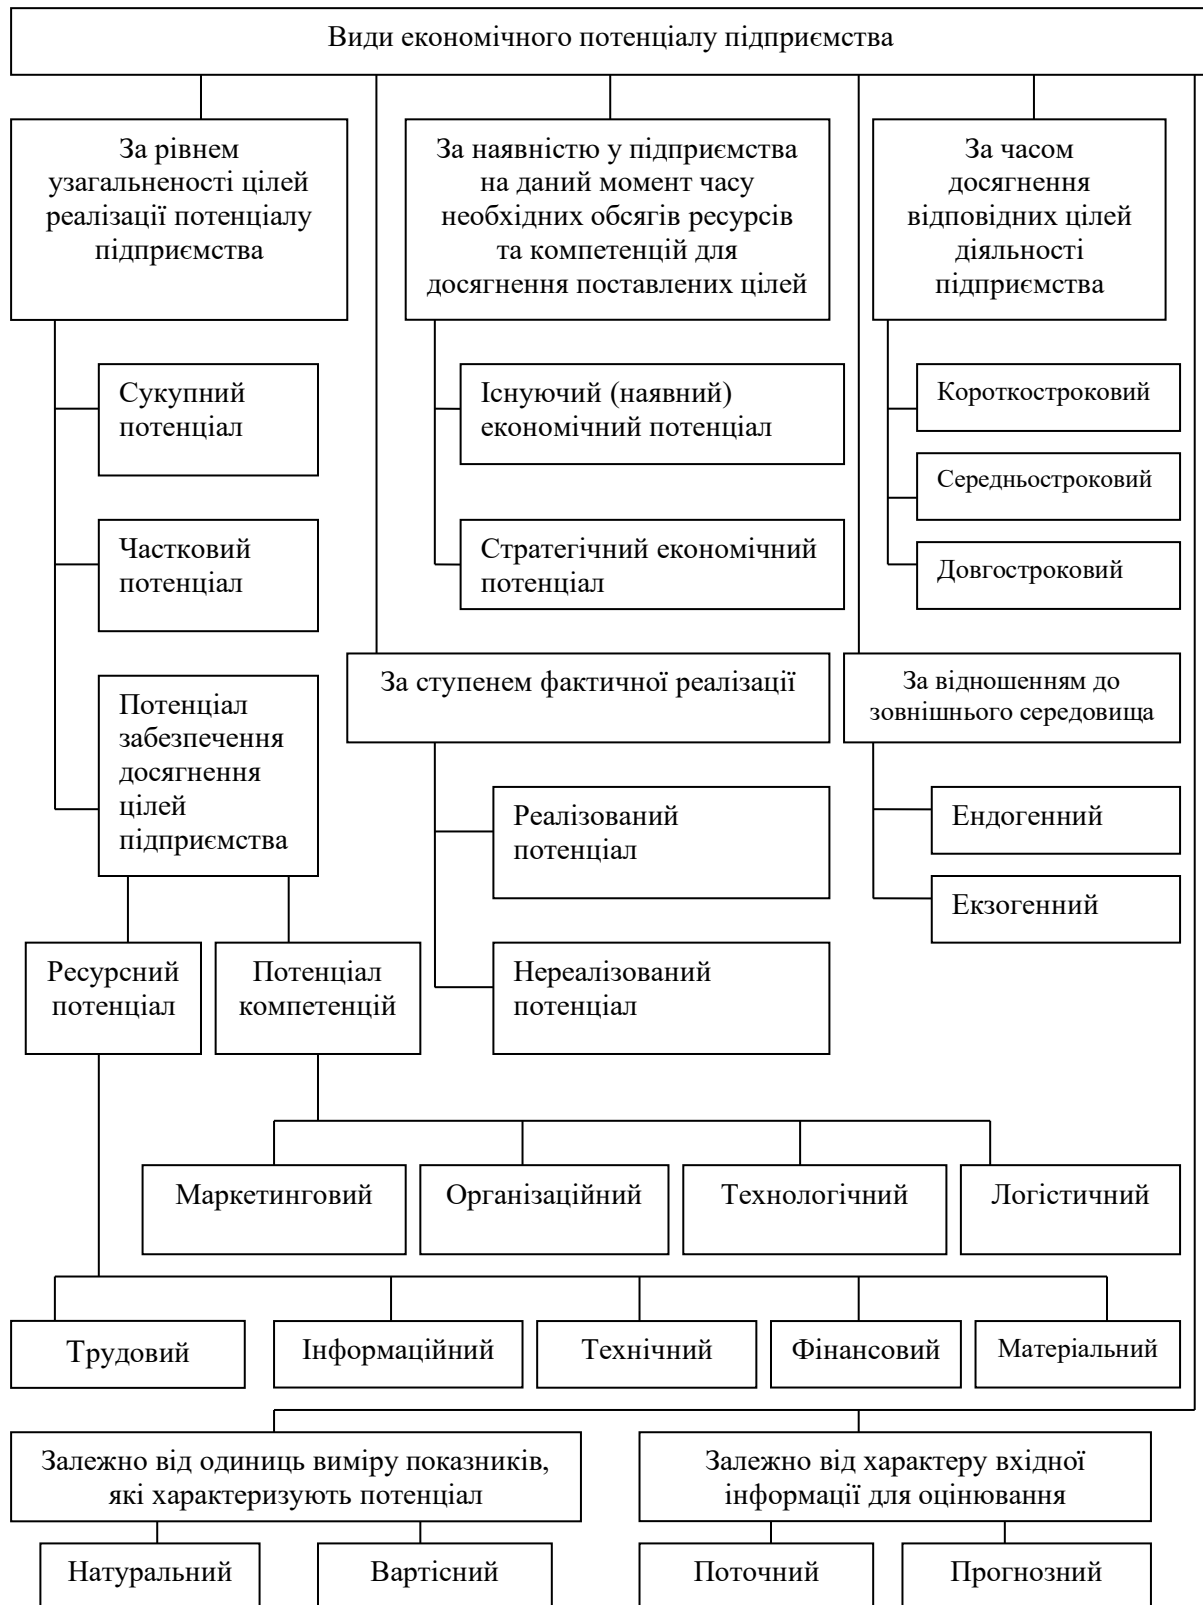 Види економічного потенціалу підприємства
За рівнем
узагальненості цілей
реалізації потенціалу
підприємства
За наявністю у підприємства
на даний момент часу
необхідних обсягів ресурсів
та компетенцій для
досягнення поставлених цілей
За часом
досягнення
відповідних цілей
діяльності
підприємства
Сукупний
потенціал
Частковий
потенціал
Потенціал
забезпечення
досягнення
цілей
підприємства
Існуючий (наявний)
економічний потенціал
Стратегічний економічний
потенціал
Короткостроковий
Середньостроковий
Довгостроковий
За ступенем фактичної реалізації
За відношенням до
зовнішнього середовища
Реалізований
потенціал
Нереалізований
потенціал
Ендогенний
Екзогенний
Ресурсний
потенціал
Потенціал
компетенцій
Маркетинговий
Організаційний
Технологічний
Логістичний
Трудовий
Інформаційний
Технічний
Фінансовий
Матеріальний
Залежно від одиниць виміру показників,
які характеризують потенціал
Залежно від характеру вхідної
інформації для оцінювання
Натуральний
Вартісний
Поточний
Прогнозний